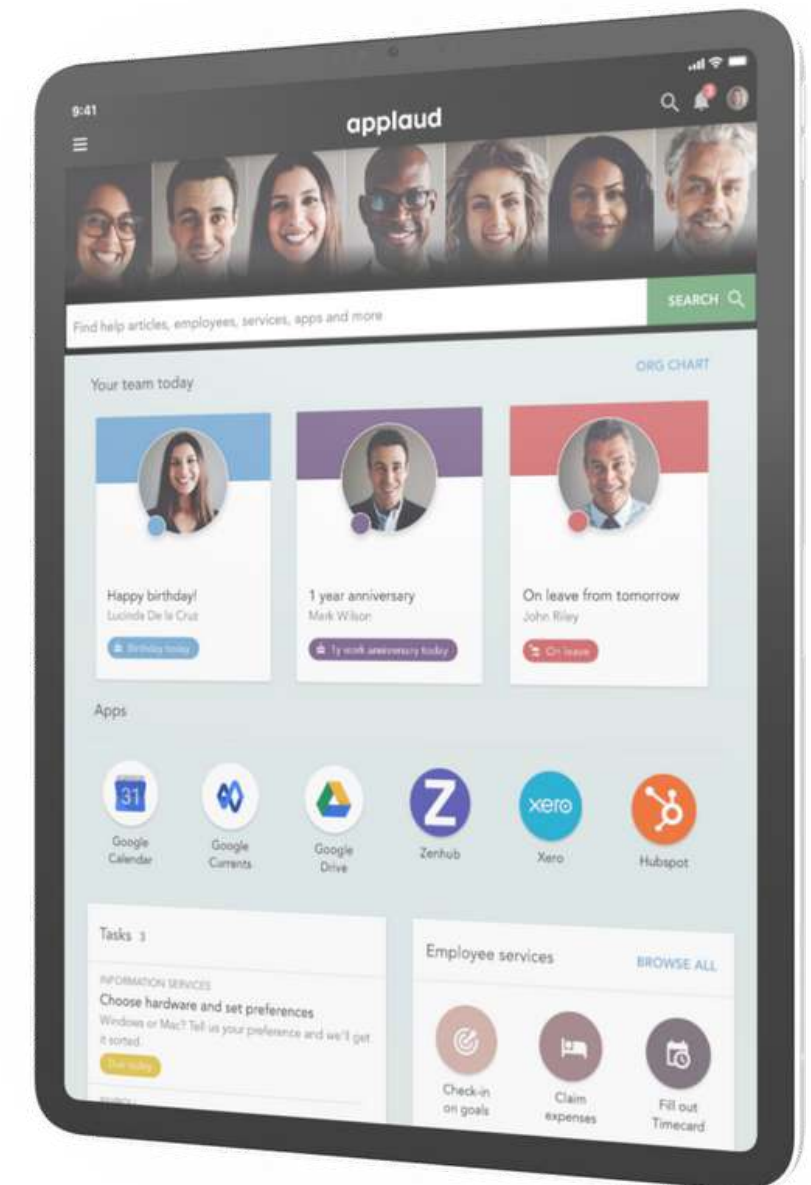 9:41
applaud
3
Find help articles, employees, services, apps and more
SEARCH
Your team today
ORG CHART
Happy birthday!
Lucinda De la Cruz
Birthday today
1 year anniversary
Mark Wilson
1y work anniversary today
On leave from tomorrow
John Riley
On leave
Apps
31
Z
xero
Google
Calendar
Google
Currents
Google
Drive
Zenhub
Xero
Hubspot
Tasks 3
INFORMATION SERVICES
Choose hardware and set preferences
Windows or Mac? Tell us your preference and we'll get
it sorted.
Due today
PAYROLL
Employee services
BROWSE ALL
Check-in
on goals
Claim
expenses
Fill out
Timecard